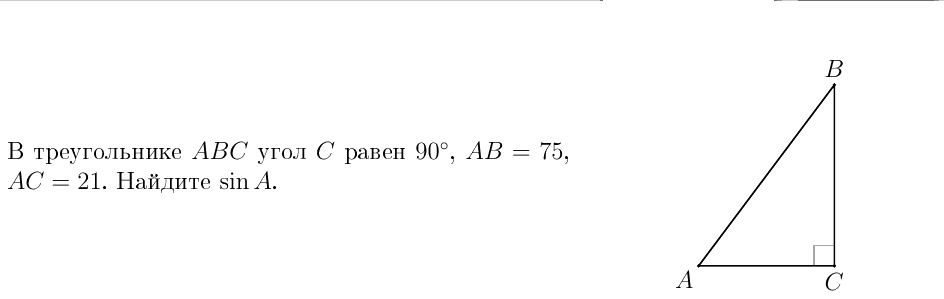 В треугольнике ABC угол C равен 90°, AB = 75,
AC = 21. Найдите sin A.
B
A
C